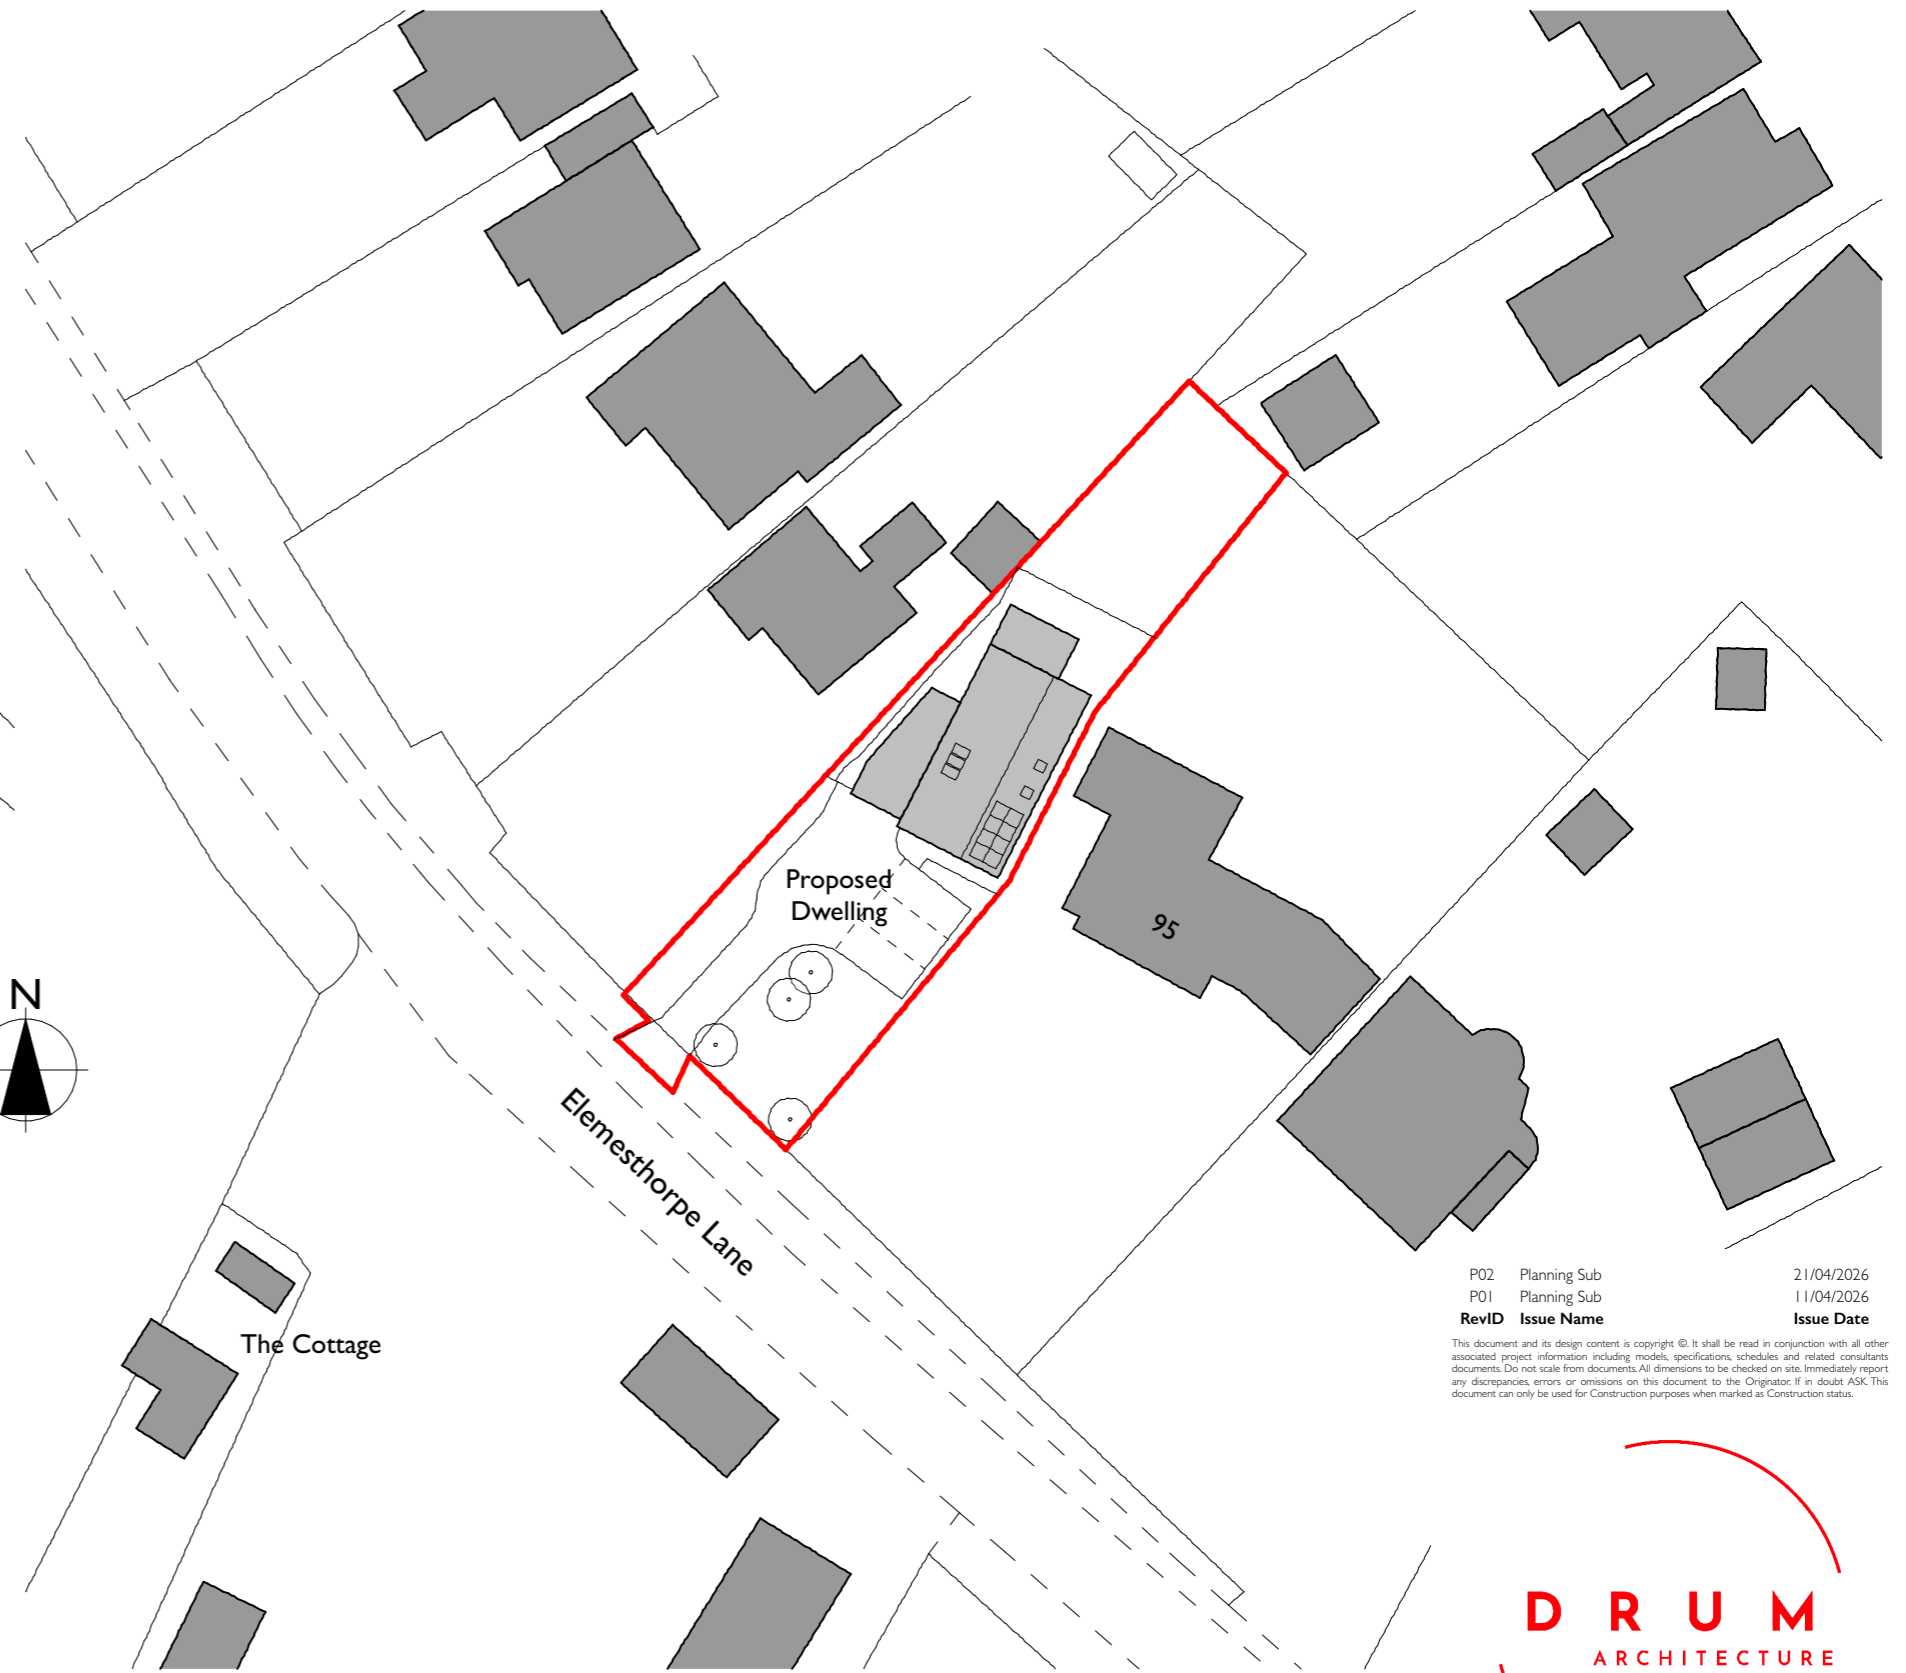 Proposed
Dwelling
95
N
Elemesthorpe Lane
The Cottage
P02 Planning Sub 21/04/2026
P01 Planning Sub 11/04/2026
RevID Issue Name Issue Date
This document and its design content is copyright ©. It shall be read in conjunction with all other
associated project information including models, specifications, schedules and related consultants
documents. Do not scale from documents. All dimensions to be checked on site. Immediately report
any discrepancies, errors or omissions on this document to the Originator. If in doubt ASK. This
document can only be used for Construction purposes when marked as Construction status.
DRUM
ARCHITECTURE